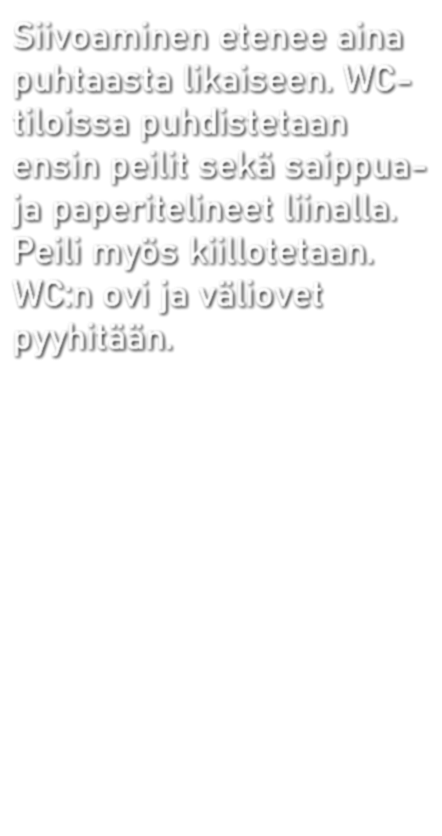 Siivoaminen etenee aina
puhtaasta likaiseen. WC-
tiloissa puhdistetaan
ensin peilit sekä saippua-
ja paperitelineet liinalla.
Peili myös kiillotetaan.
WC:n ovi ja väliovet
pyyhitään.